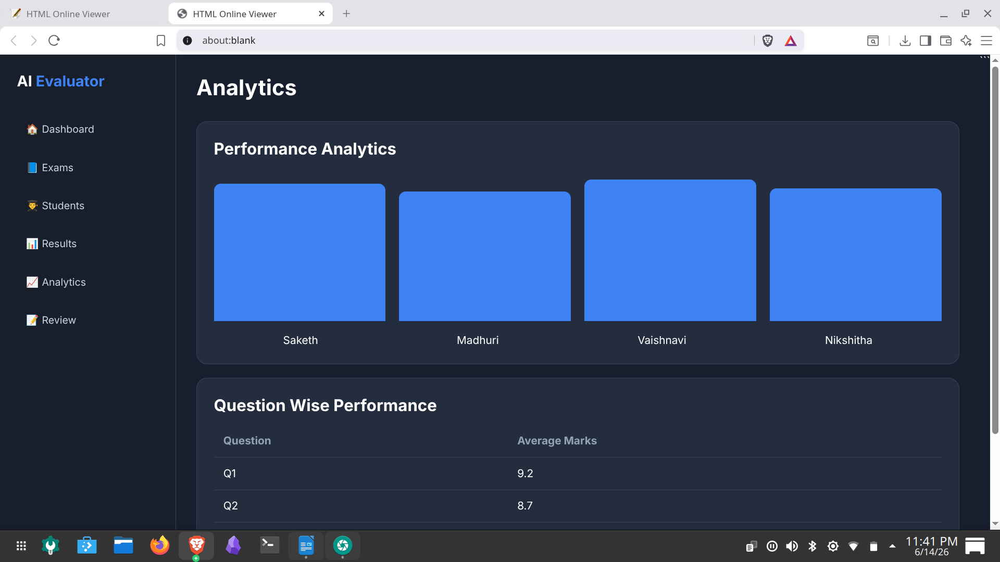 HTML Online Viewer
HTML Online Viewer
about:blank
```
AI Evaluator
Dashboard
Exams
Students
Results
Analytics
Review
Analytics
Performance Analytics
Saketh
Madhuri
Vaishnavi
Nikshitha
Question Wise Performance
Question Average Marks
Q1 9.2
Q2 8.7
11:41 PM
6/14/26